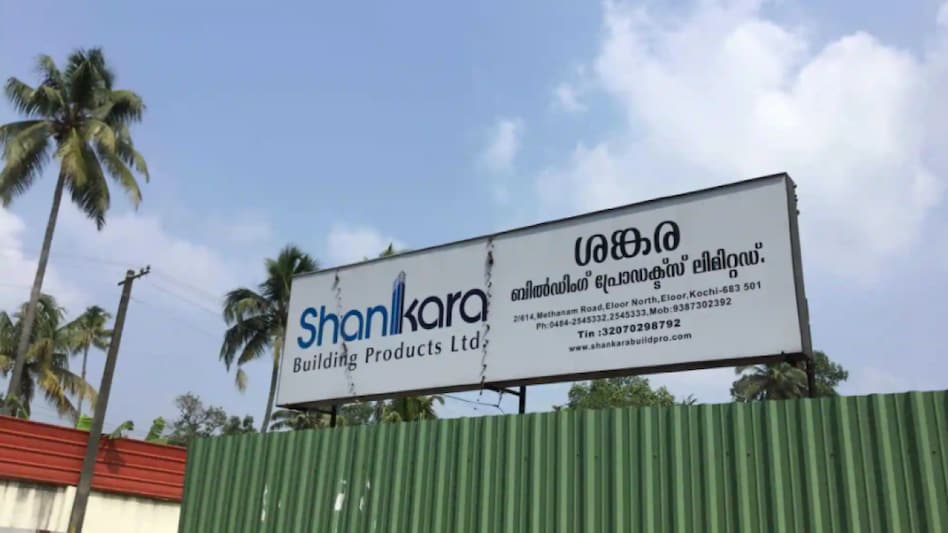 Shankara
Building Products Ltd.
ശങ്കര
ബിൽഡിംഗ് പ്രോഡക്ട്സ് ലിമിറ്റഡ്.
2/614, Methanam Road, Eloor North, Eloor, Kochi-683 501
Ph:0484-2545332, 2545333, Mob:9387302392
Tin :32070298792
www.shankarabuildpro.com